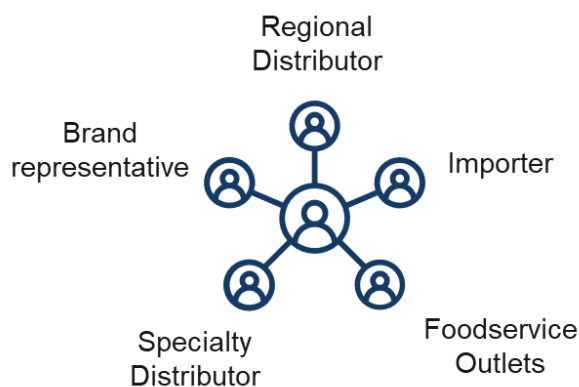 Regional
Distributor
Brand
representative
Importer
Specialty
Distributor
Foodservice
Outlets